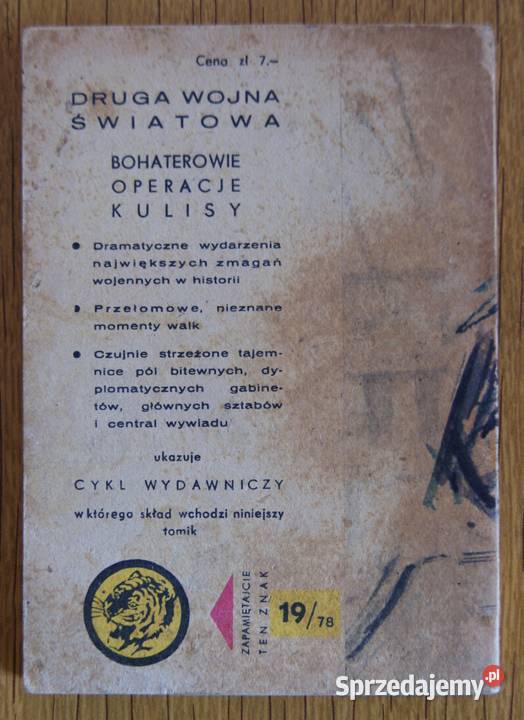 Cena zł 7.–
DRUGA WOJNA
ŚWIATOWA
BOHATEROWIE
OPERACJE
KULISY
● Dramatyczne wydarzenia
największych zmagań
wojennych w historii
● Przełomowe, nieznane
momenty walk
● Czujnie strzeżone tajem-
nice pól bitewnych, dy-
plomatycznych gabine-
tów, głównych sztabów
i central wywiadu
ukazuje
CYKL WYDAWNICZY
w którego skład wchodzi niniejszy
tomik
ZAPAMIĘTAJCIE
TEN ZNAK
19/78
Sprzedajemy.pl